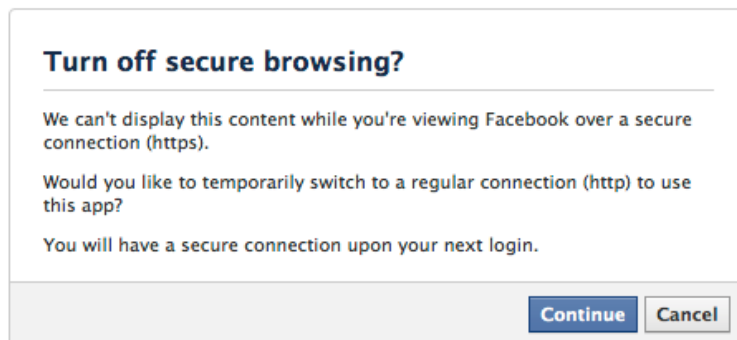 Turn off secure browsing?
We can't display this content while you're viewing Facebook over a secure
connection (https).
Would you like to temporarily switch to a regular connection (http) to use
this app?
You will have a secure connection upon your next login.
Continue Cancel